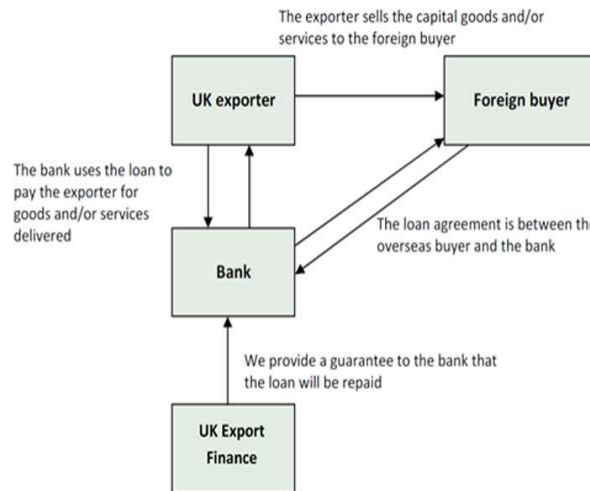 The exporter sells the capital goods and/or
services to the foreign buyer
UK exporter
Foreign buyer
The bank uses the loan to
pay the exporter for
goods and/or services
delivered
The loan agreement is between the
overseas buyer and the bank
Bank
We provide a guarantee to the bank that
the loan will be repaid
UK Export
Finance